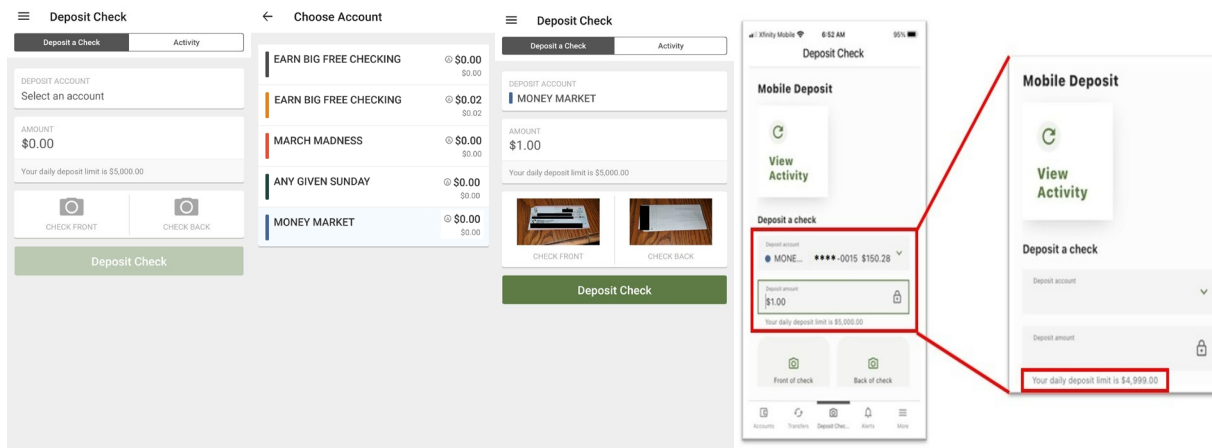 Deposit Check
Deposit a Check
Activity
DEPOSIT ACCOUNT
Select an account
AMOUNT
$0.00
Your daily deposit limit is $5,000.00
CHECK FRONT
CHECK BACK
Deposit Check
Choose Account
EARN BIG FREE CHECKING
$0.00
$0.00
EARN BIG FREE CHECKING
$0.02
$0.02
MARCH MADNESS
$0.00
$0.00
ANY GIVEN SUNDAY
$0.00
$0.00
MONEY MARKET
$0.00
$0.00
Deposit Check
Deposit a Check
Activity
DEPOSIT ACCOUNT
MONEY MARKET
AMOUNT
$1.00
Your daily deposit limit is $5,000.00
CHECK FRONT
CHECK BACK
Deposit Check
Xfinity Mobile 6:52 AM 95%
Deposit Check
Mobile Deposit
View
Activity
Deposit a check
Deposit account
MONE... ****-0015 $150.28
Deposit amount
$1.00
Your daily deposit limit is $5,000.00
Front of check
Back of check
Accounts
Transfers
Deposit Chec...
Alerts
More
Mobile Deposit
View
Activity
Deposit a check
Deposit account
Deposit amount
Your daily deposit limit is $4,999.00